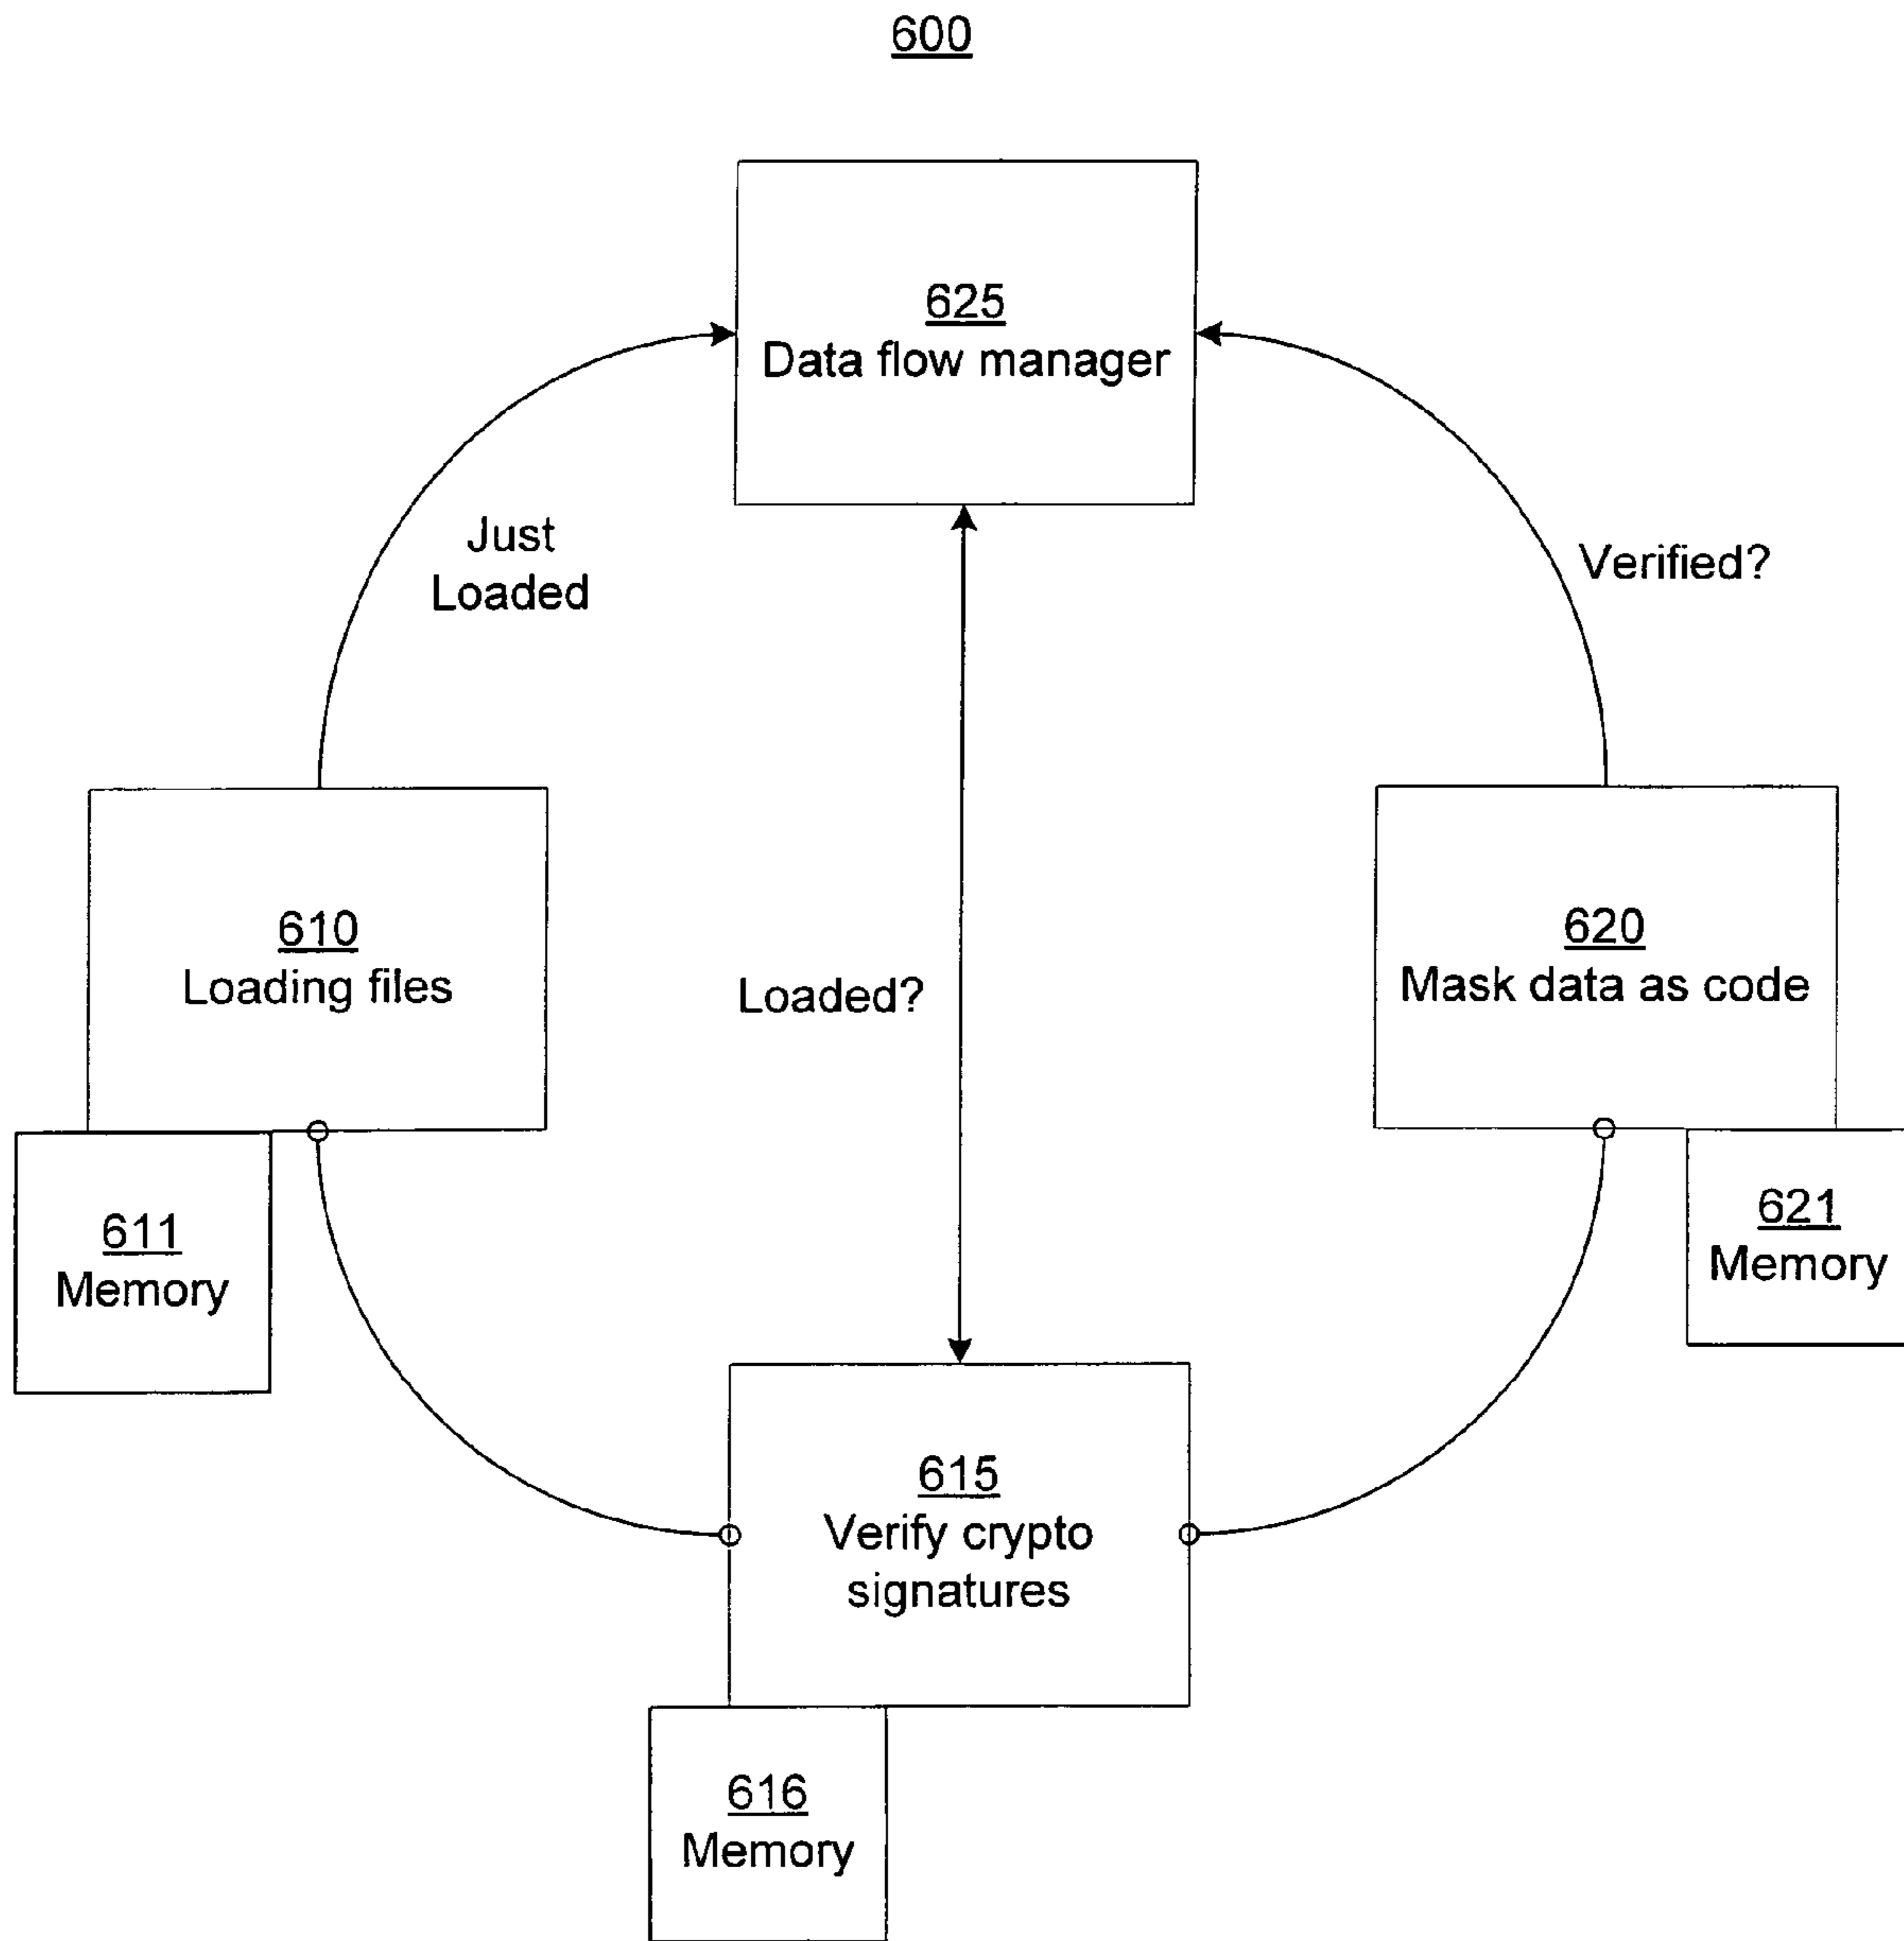 600
625
Data flow manager
Just
Loaded
Verified?
610
Loading files
Loaded?
620
Mask data as code
611
Memory
621
Memory
615
Verify crypto
signatures
616
Memory